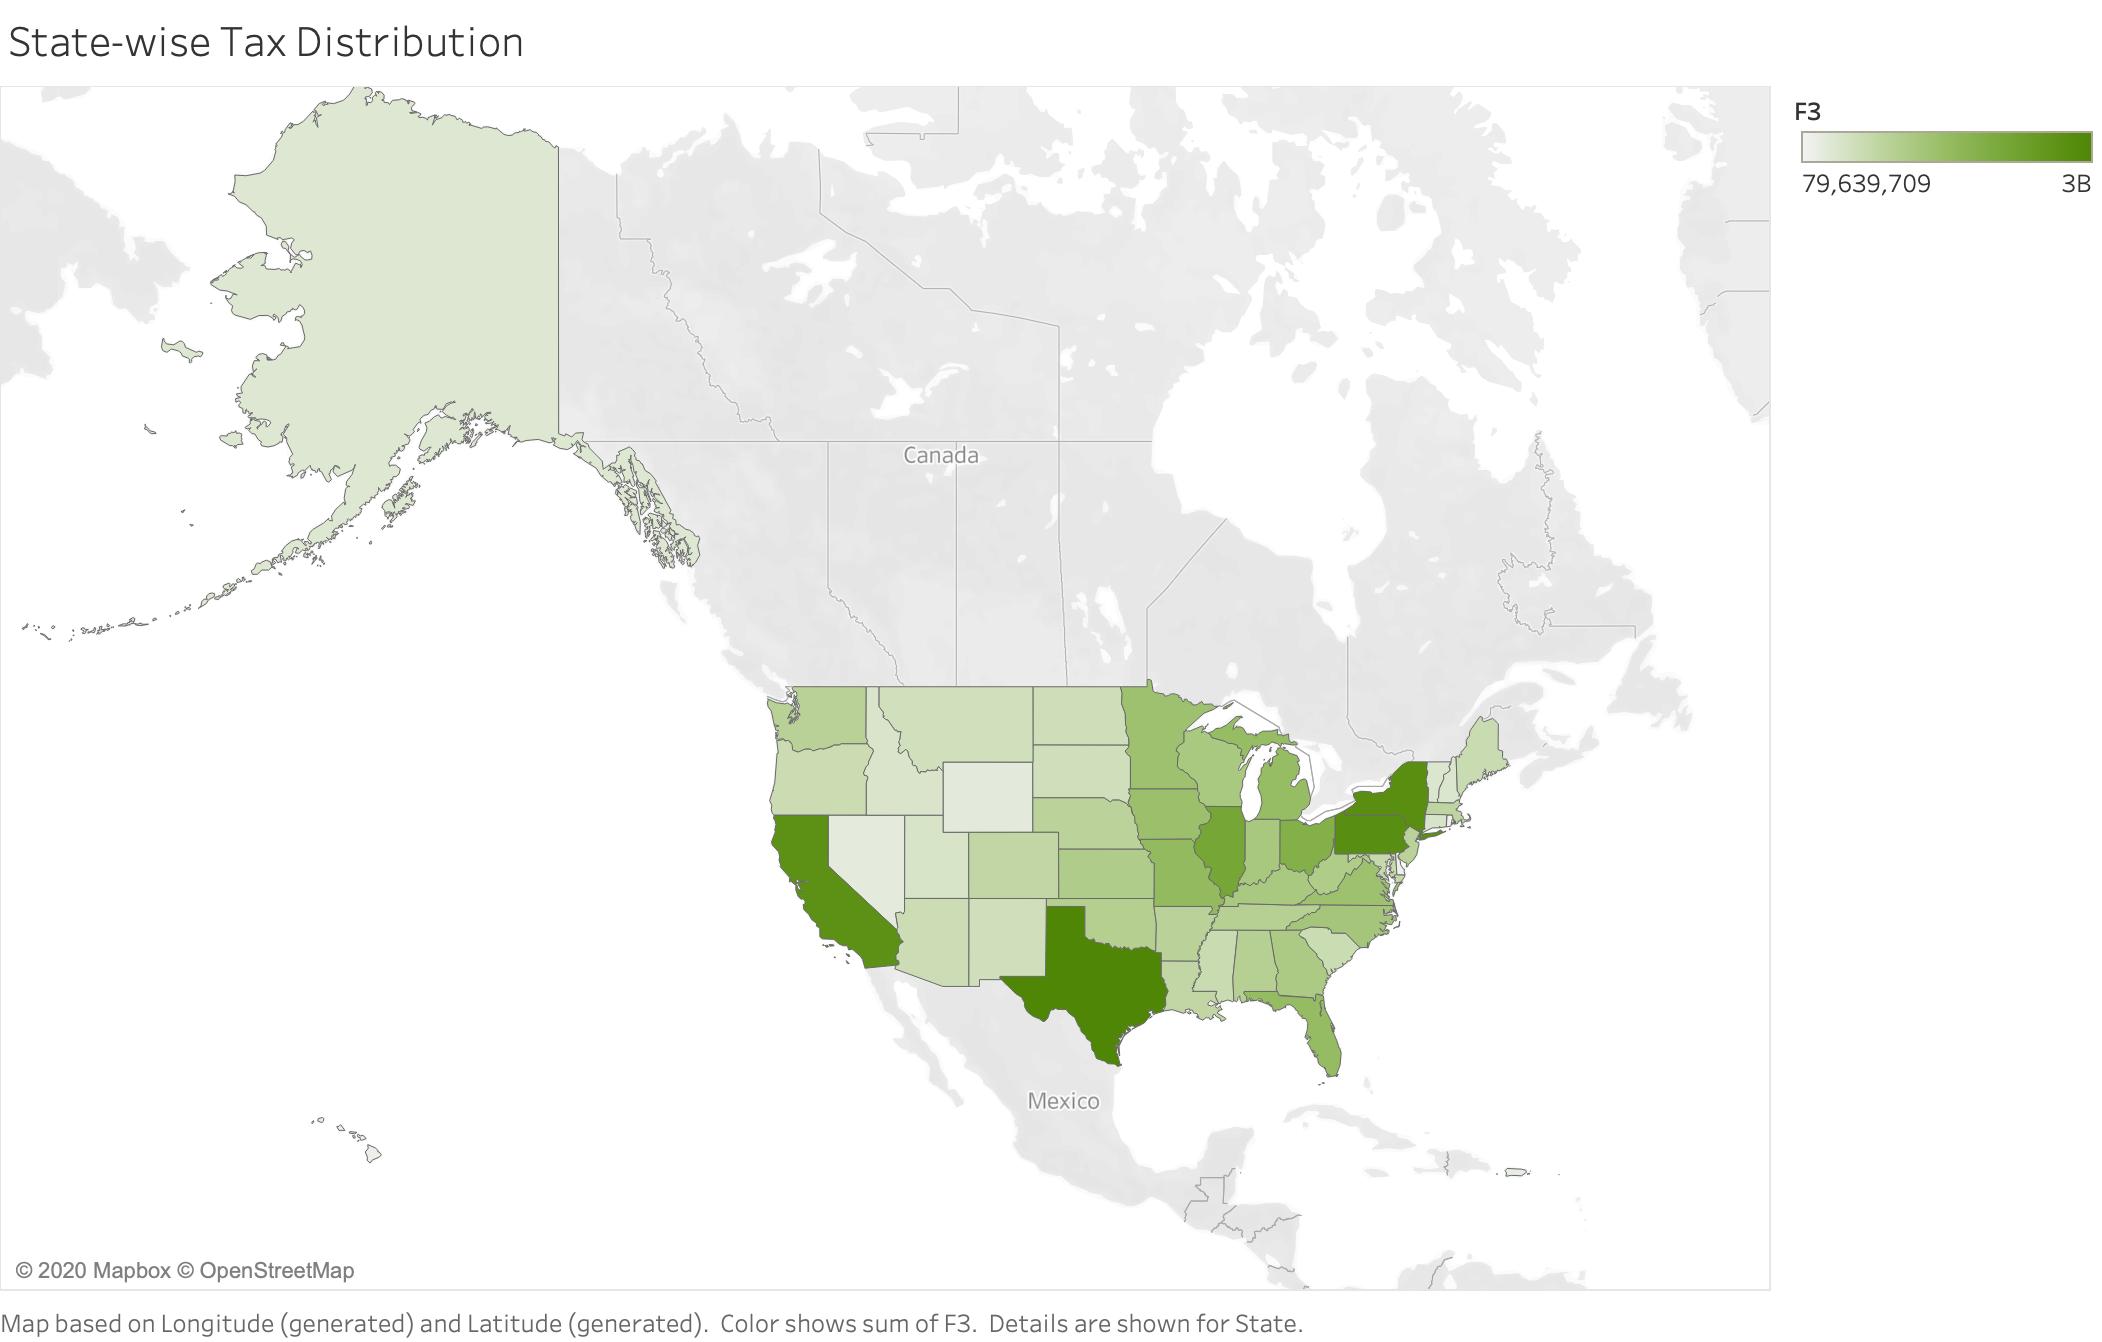 State-wise Tax Distribution
F3
79,639,709 3B
Canada
Mexico
© 2020 Mapbox © OpenStreetMap
Map based on Longitude (generated) and Latitude (generated). Color shows sum of F3. Details are shown for State.